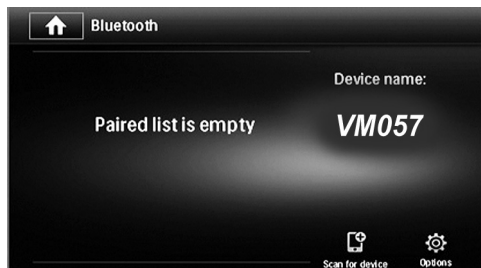 Bluetooth
Device name:
Paired list is empty
VM057
Scan for device
Options